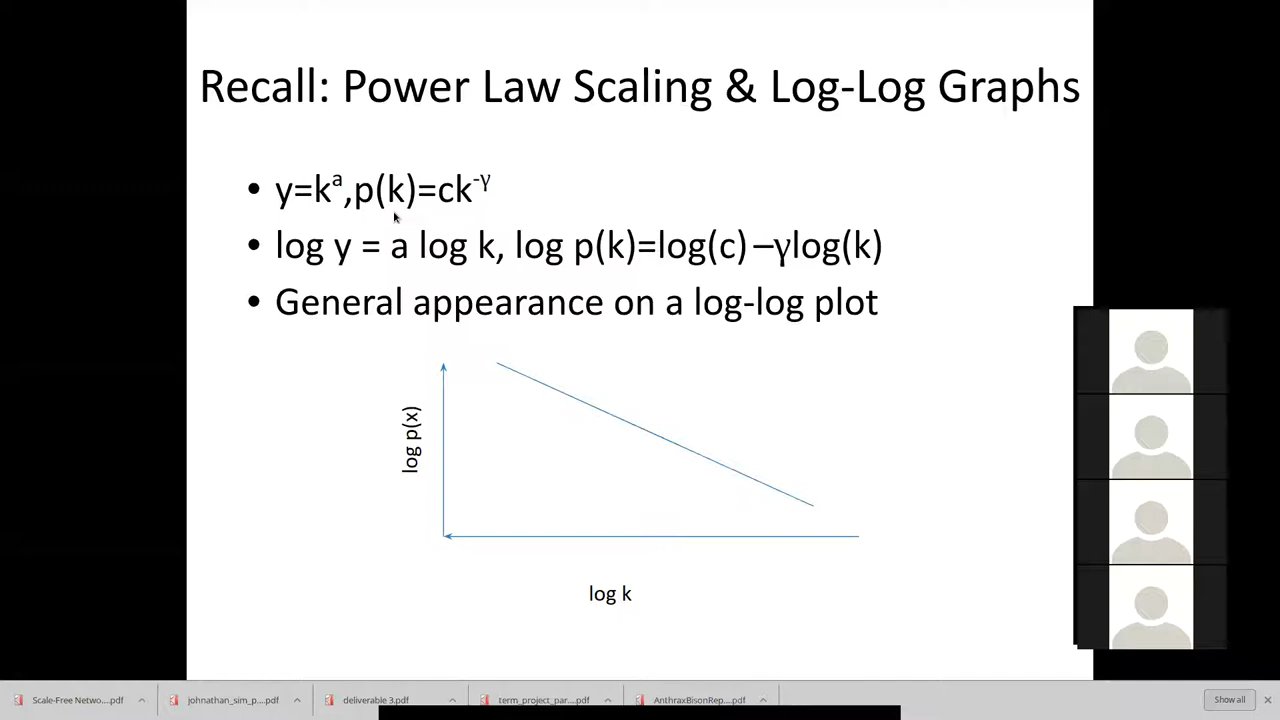 Recall: Power Law Scaling & Log-Log Graphs
• y=kᵃ,p(k)=ck⁻ᵞ
• log y = a log k, log p(k)=log(c) –γlog(k)
• General appearance on a log-log plot
log p(x)
log k
Scale-Free Netwo....pdf
johnathan_sim_p....pdf
deliverable 3.pdf
term_project_par....pdf
AnthraxBisonRep....pdf
Show all